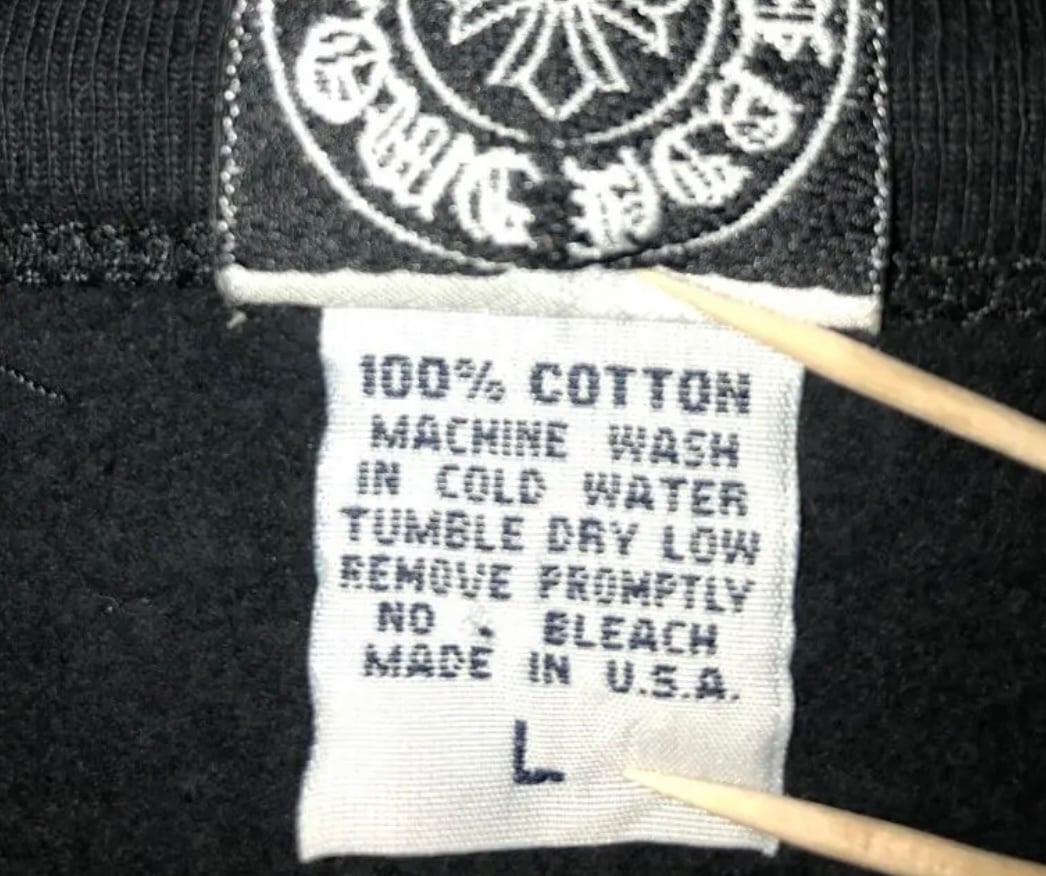 100% COTTON
MACHINE WASH
IN COLD WATER
TUMBLE DRY LOW
REMOVE PROMPTLY
NO . BLEACH
MADE IN U.S.A.
L